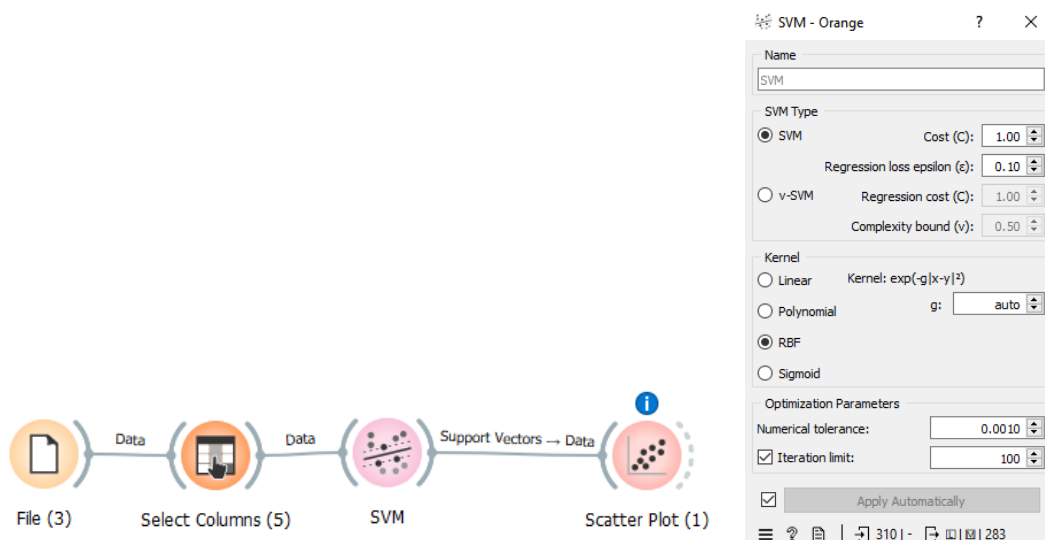 SVM - Orange ? ×
Name
SVM
SVM Type
SVM Cost (C): 1.00
Regression loss epsilon (ε): 0.10
v-SVM Regression cost (C): 1.00
Complexity bound (ν): 0.50
Kernel
Linear Kernel: exp(-g|x-y|²)
Polynomial g: auto
RBF
Sigmoid
Optimization Parameters
Numerical tolerance: 0.0010
Iteration limit: 100
Apply Automatically
? 310 | - L | M | 283
Data
Data
Support Vectors → Data
i
File (3)
Select Columns (5)
SVM
Scatter Plot (1)